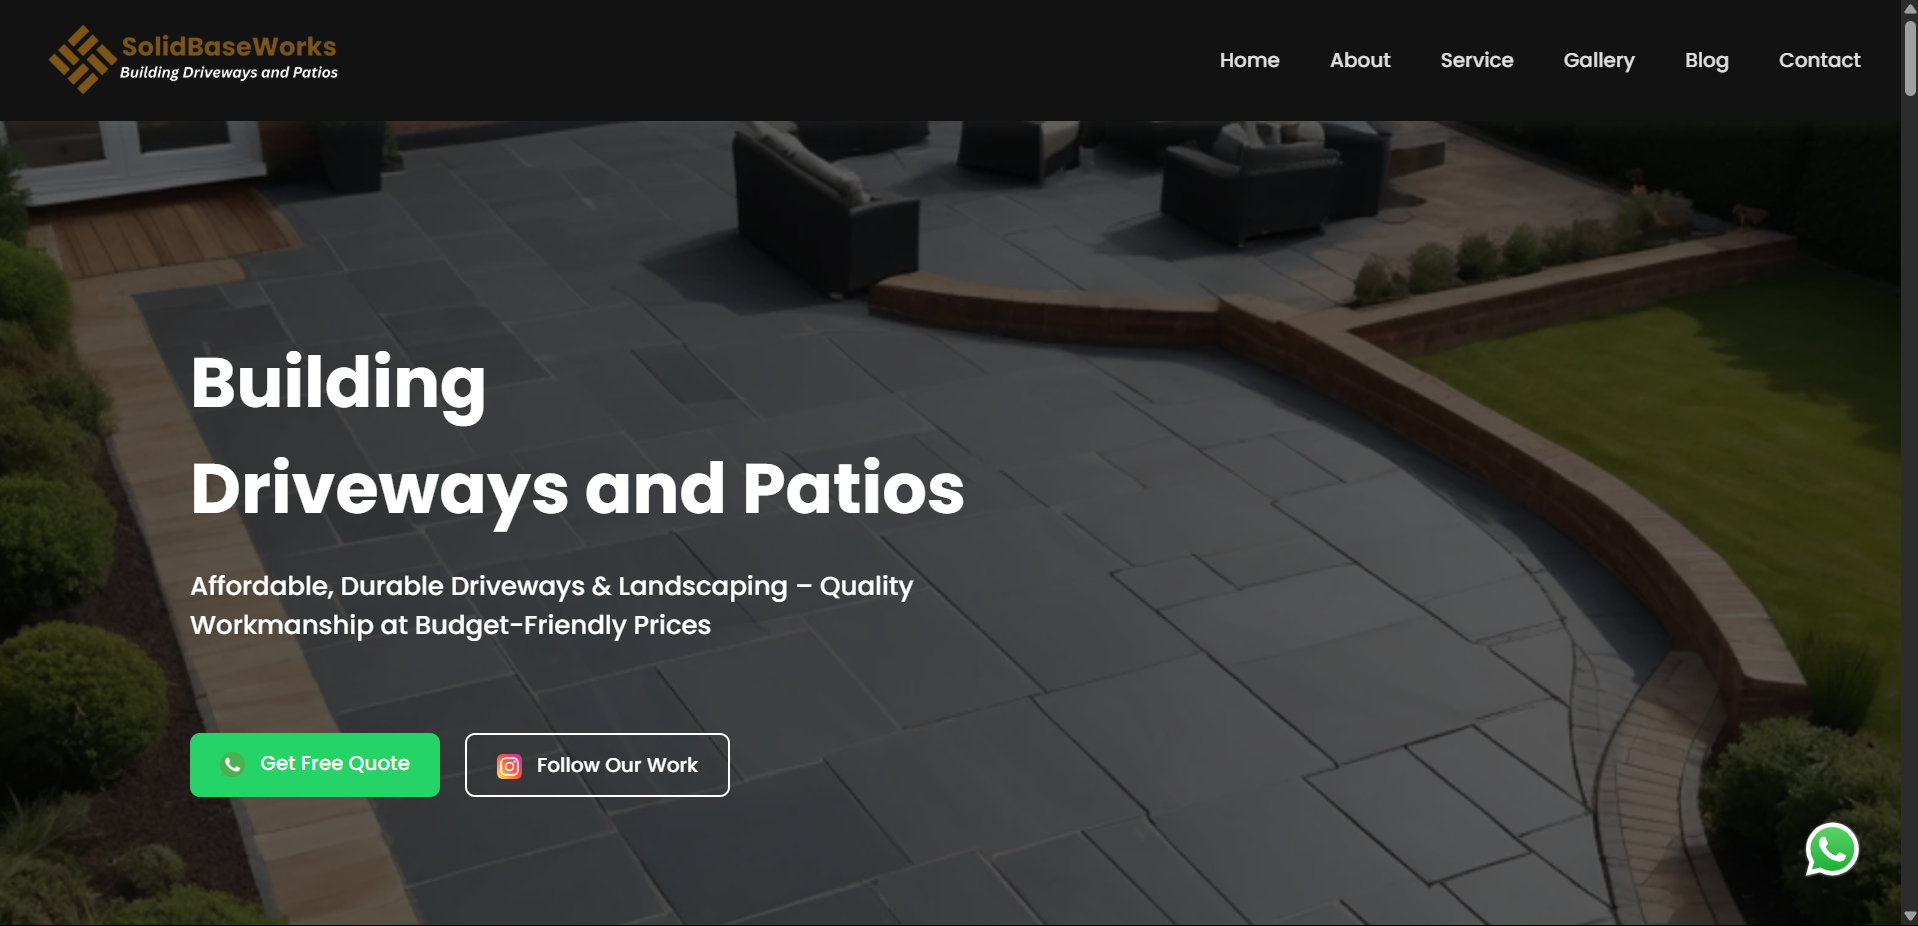 SolidBaseWorks
Building Driveways and Patios
Home About Service Gallery Blog Contact
Building
Driveways and Patios
Affordable, Durable Driveways & Landscaping – Quality
Workmanship at Budget-Friendly Prices
Get Free Quote
Follow Our Work